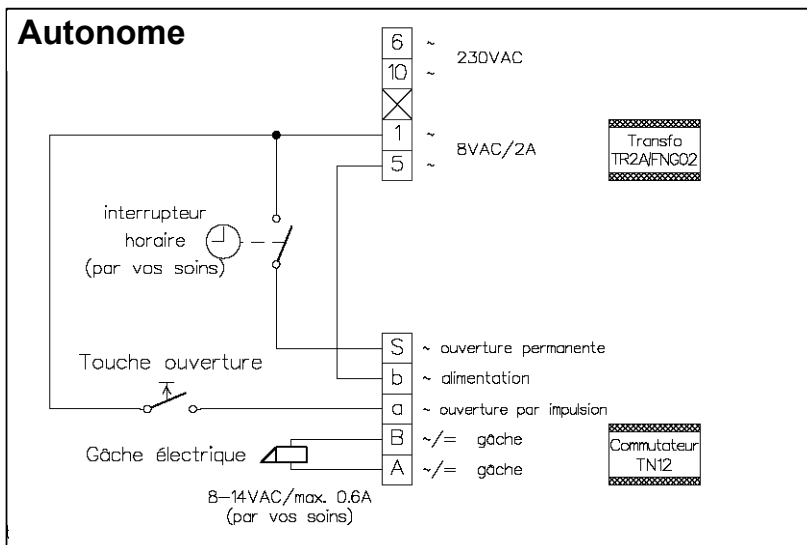 Autonome
6 ~ 230VAC
10 ~
1 ~ 8VAC/2A
5 ~
Transfo
TR2A/FNG02
interrupteur
horaire
(par vos soins)
S ~ ouverture permanente
Touche ouverture
b ~ alimentation
a ~ ouverture par impulsion
B ~/= gâche
Gâche électrique
A ~/= gâche
Commutateur
TN12
8-14VAC/max. 0.6A
(par vos soins)